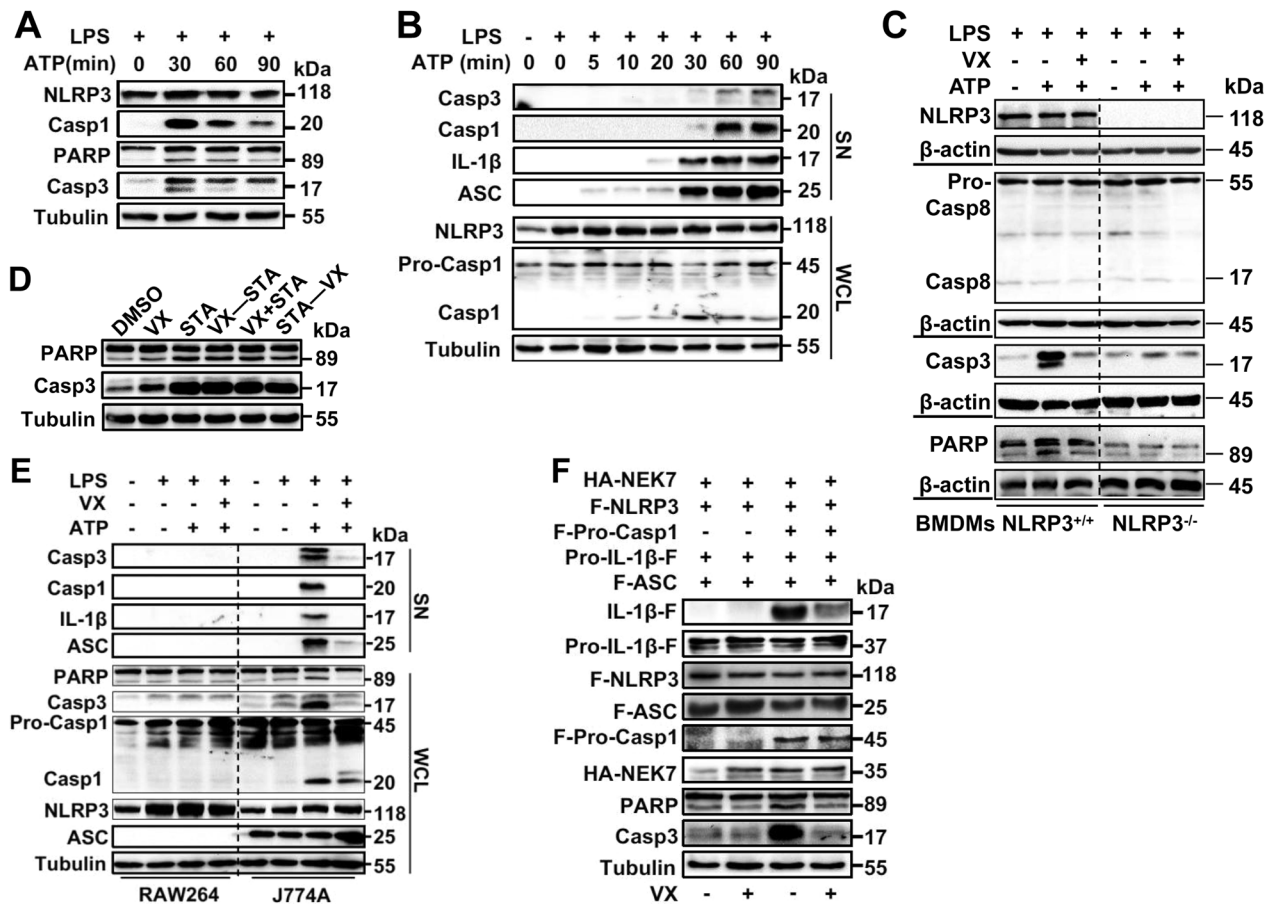 A
LPS + + + +
ATP(min) 0 30 60 90 kDa
NLRP3 118
Casp1 20
PARP 89
Casp3 17
Tubulin 55
B
LPS - + + + + + + +
ATP (min) 0 0 5 10 20 30 60 90 kDa
Casp3 17
Casp1 20
IL-1β 17
ASC 25
SN
NLRP3 118
Pro-Casp1 45
Casp1 20
Tubulin 55
WCL
C
LPS + + + + + +
VX - - + - - +
ATP - + + - + + kDa
NLRP3 118
β-actin 45
Pro- 55
Casp8
Casp8 17
β-actin 45
Casp3 17
β-actin 45
PARP 89
β-actin 45
BMDMs NLRP3+/+ NLRP3-/-
D
DMSO VX STA VX—STA VX+STA STA—VX kDa
PARP 89
Casp3 17
Tubulin 55
E
LPS - + + + - + + +
VX - - - + - - - +
ATP - - + + - - + + kDa
Casp3 17
Casp1 20
IL-1β 17
ASC 25
SN
PARP 89
Casp3 17
Pro-Casp1 45
Casp1 20
NLRP3 118
ASC 25
Tubulin 55
WCL
RAW264 J774A
F
HA-NEK7 + + + +
F-NLRP3 + + + +
F-Pro-Casp1 - - + +
Pro-IL-1β-F + + + +
F-ASC + + + + kDa
IL-1β-F 17
Pro-IL-1β-F 37
F-NLRP3 118
F-ASC 25
F-Pro-Casp1 45
HA-NEK7 35
PARP 89
Casp3 17
Tubulin 55
VX - + - +